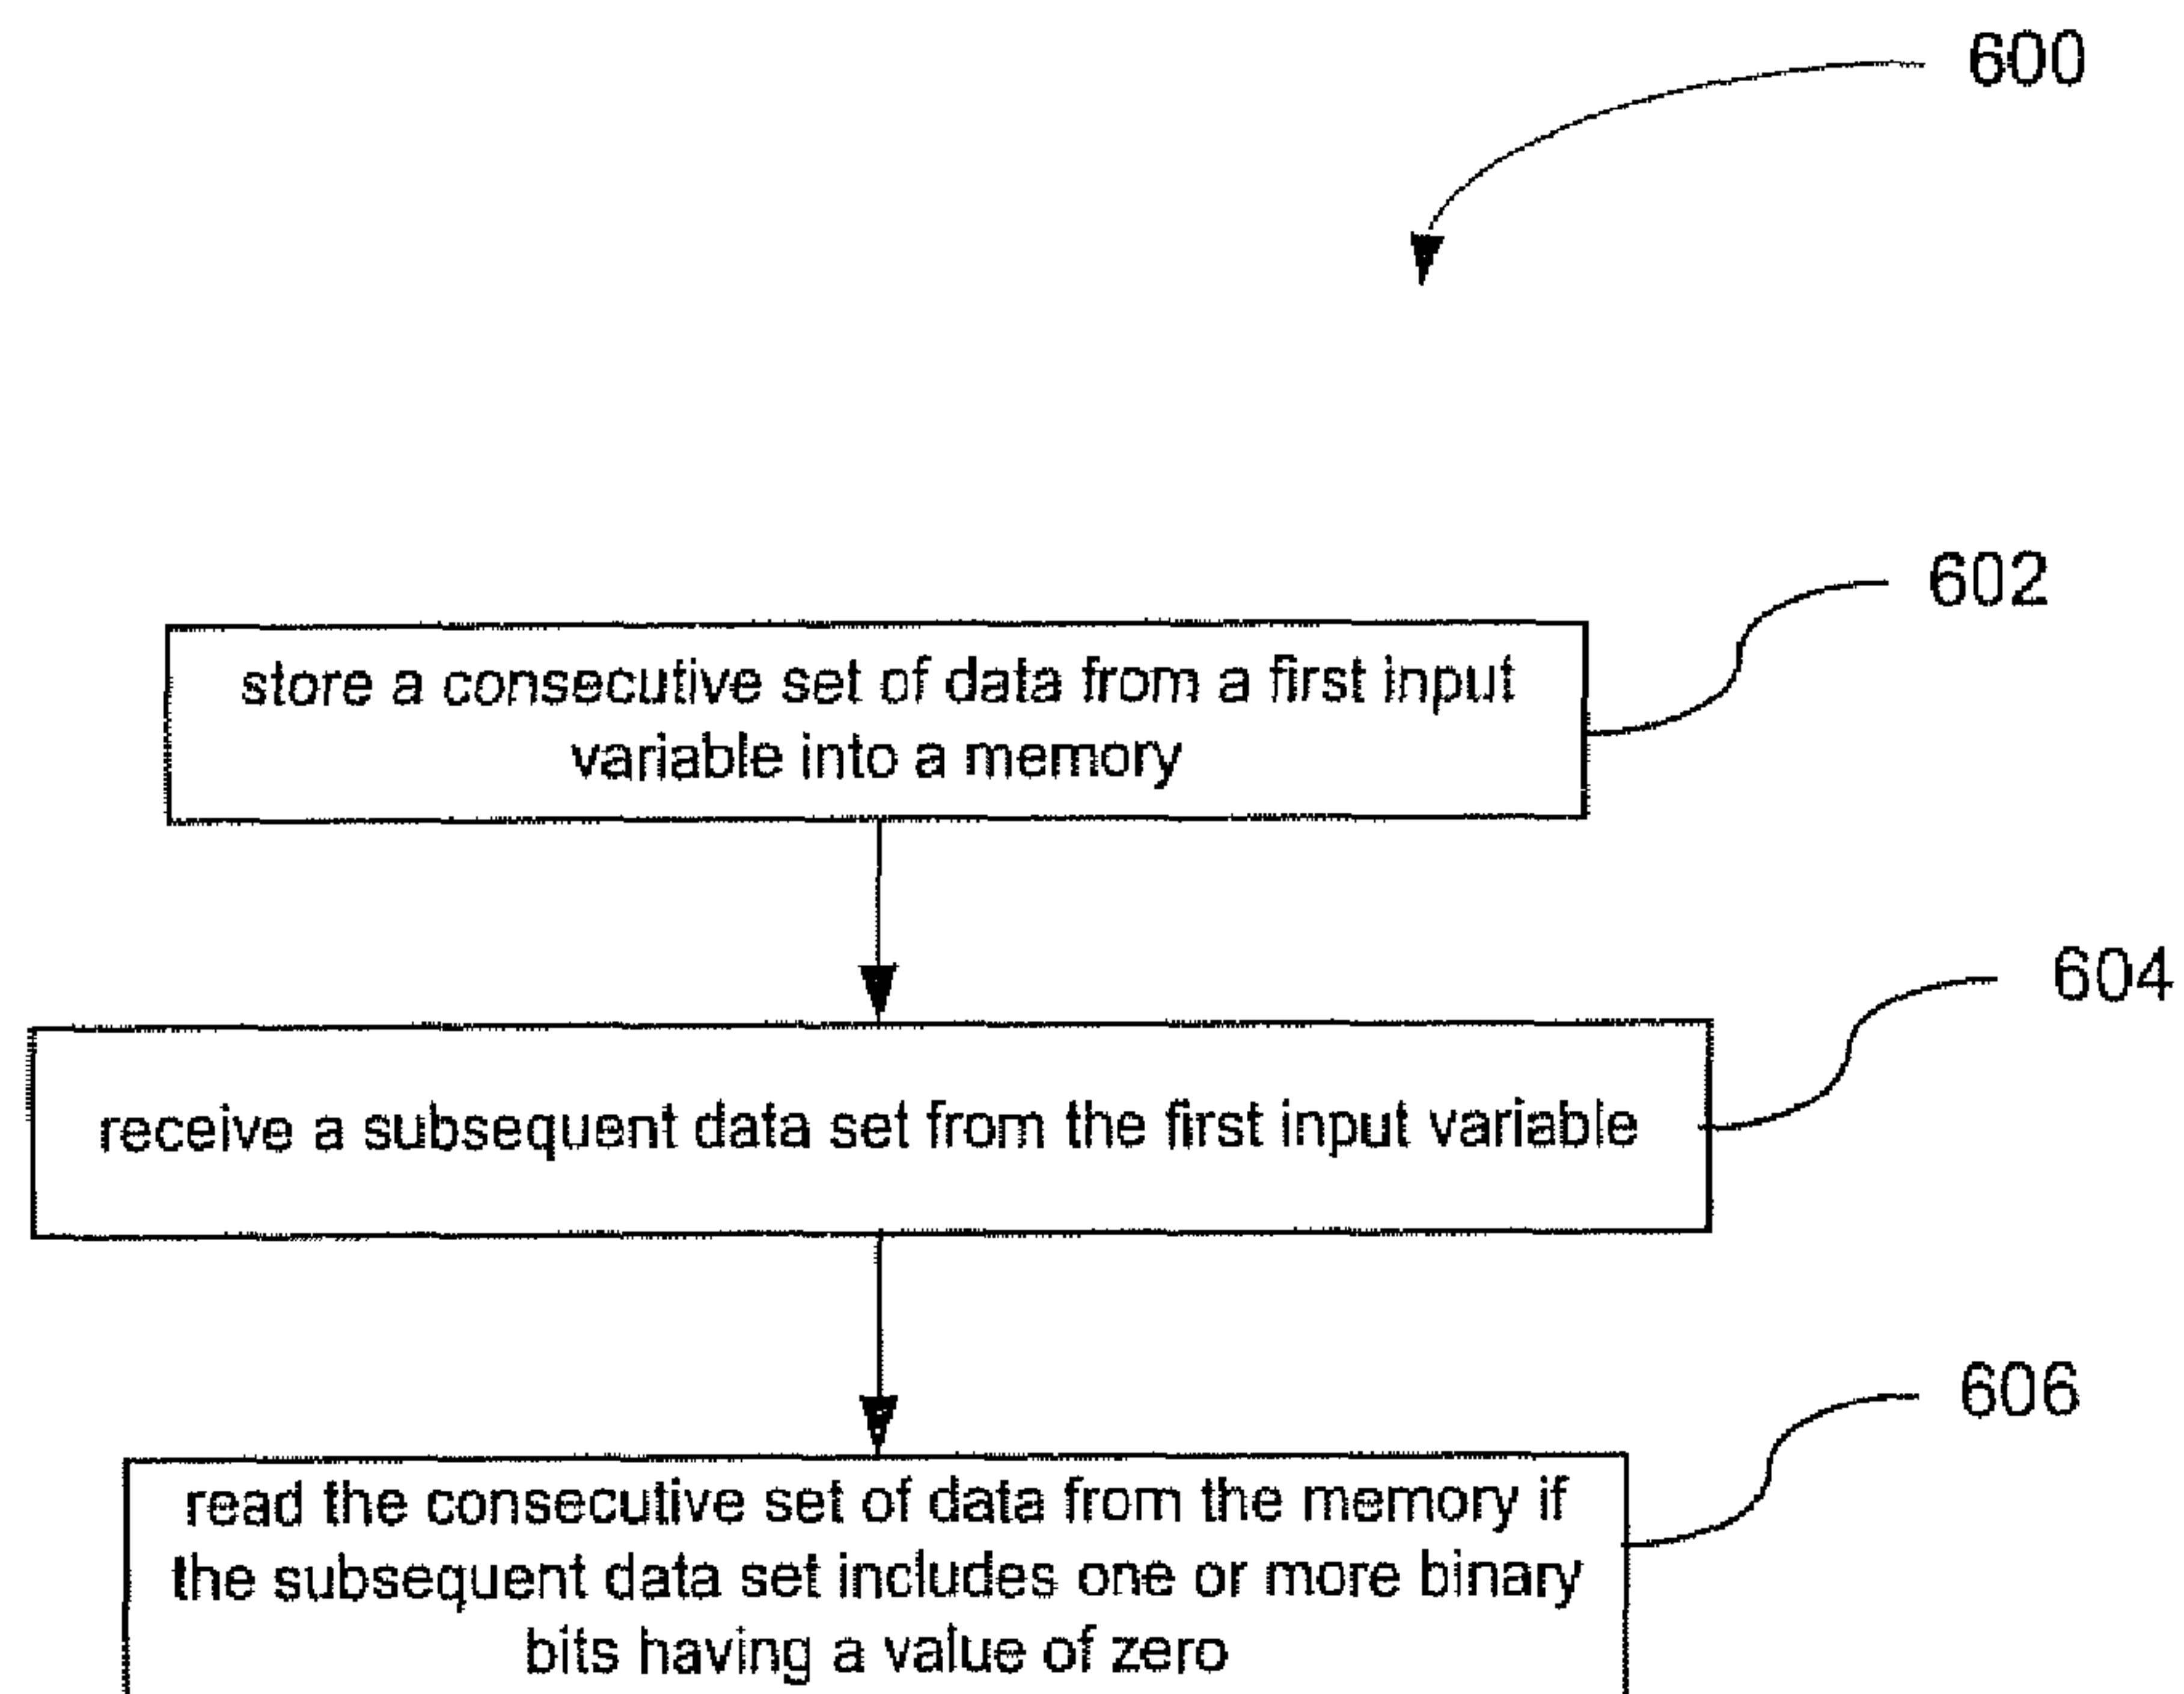 600
602
store a consecutive set of data from a first input
variable into a memory
604
receive a subsequent data set from the first input variable
606
read the consecutive set of data from the memory if
the subsequent data set includes one or more binary
bits having a value of zero